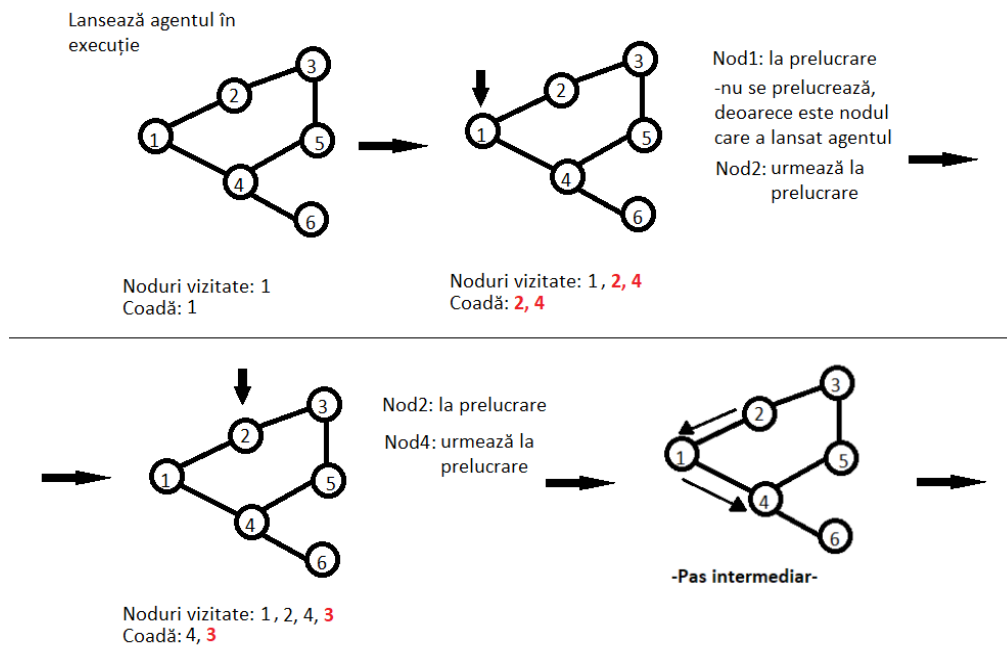 Lansează agentul în
execuție
1
2
3
4
5
6
Noduri vizitate: 1
Coadă: 1
1
2
3
4
5
6
Noduri vizitate: 1, 2, 4
Coadă: 2, 4
Nod1: la prelucrare
-nu se prelucrează,
deoarece este nodul
care a lansat agentul
Nod2: urmează la
prelucrare
1
2
3
4
5
6
Noduri vizitate: 1, 2, 4, 3
Coadă: 4, 3
Nod2: la prelucrare
Nod4: urmează la
prelucrare
1
2
3
4
5
6
-Pas intermediar-